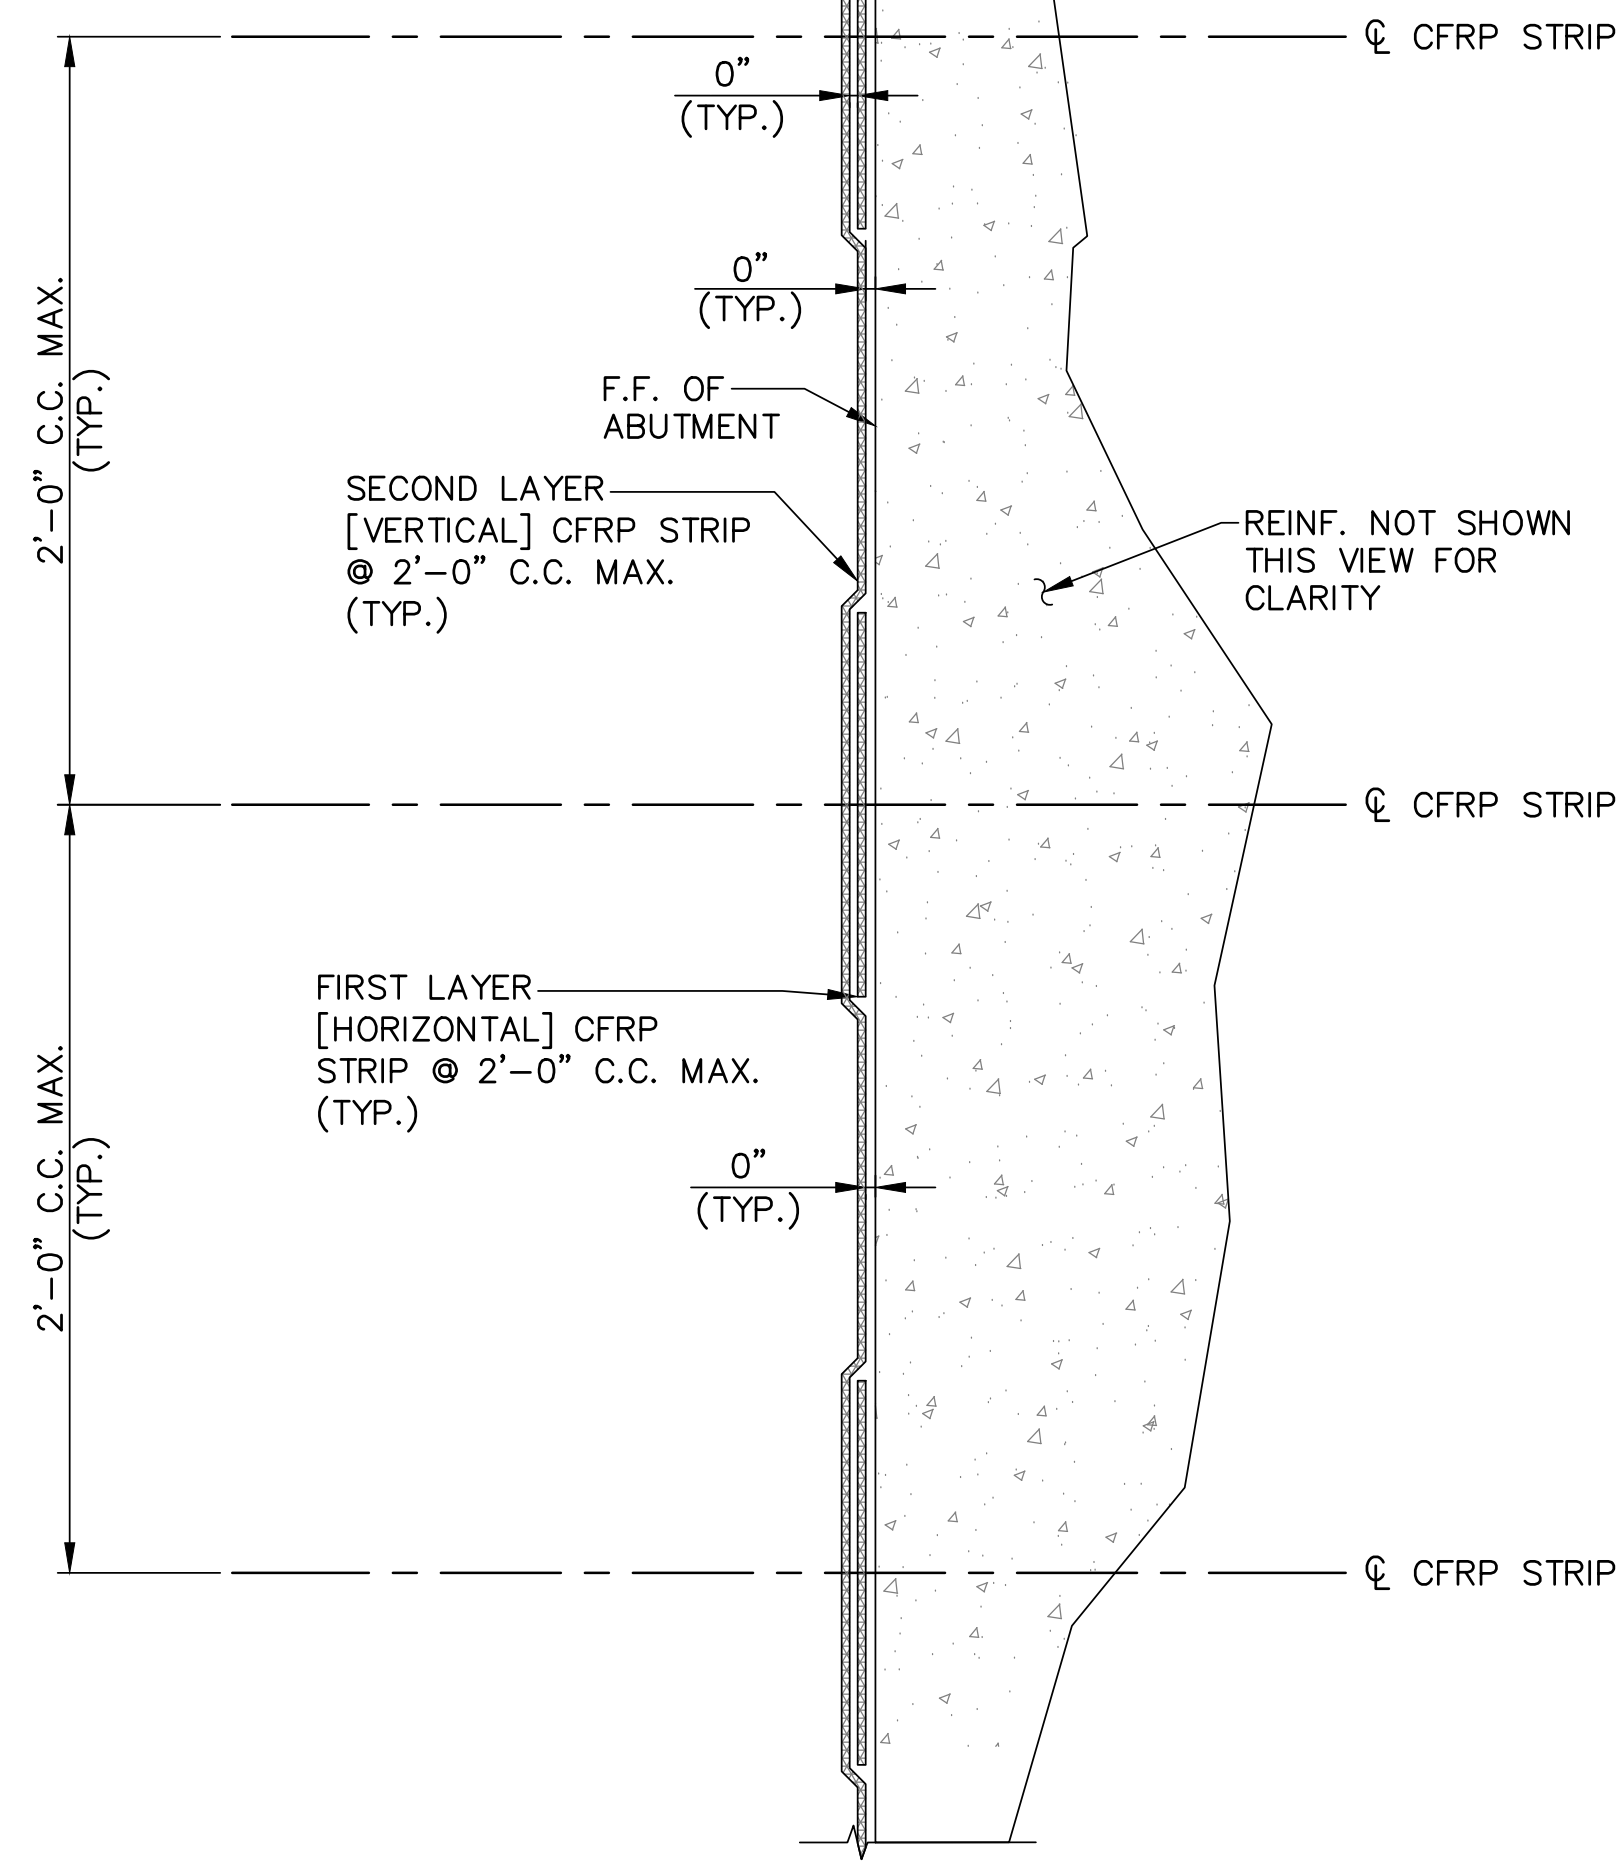 ℄ CFRP STRIP
0”
(TYP.)
0”
(TYP.)
2’-0” C.C. MAX.
(TYP.)
F.F. OF
ABUTMENT
SECOND LAYER
[VERTICAL] CFRP STRIP
@ 2’-0” C.C. MAX.
(TYP.)
REINF. NOT SHOWN
THIS VIEW FOR
CLARITY
℄ CFRP STRIP
FIRST LAYER
[HORIZONTAL] CFRP
STRIP @ 2’-0” C.C. MAX.
(TYP.)
2’-0” C.C. MAX.
(TYP.)
0”
(TYP.)
℄ CFRP STRIP